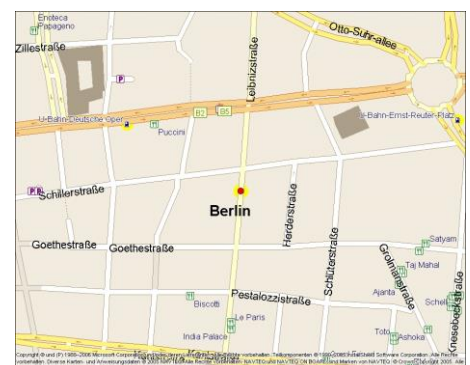 Enoteca
Papageno
Zillestraße
Otto-Suhr-allee
Leibnizstraße
P
B2
B5
U-Bahn-Deutsche Oper
Puccini
U-Bahn-Ernst-Reuter-Platz
P.R
Schillerstraße
Berlin
Herderstraße
Goethestraße
Goethestraße
Schlüterstraße
Grolmanstraße
Satyam
Taj Mahal
Ajanta
Biscotti
Pestalozzistraße
Le Paris
India Palace
Toto
Ashoka